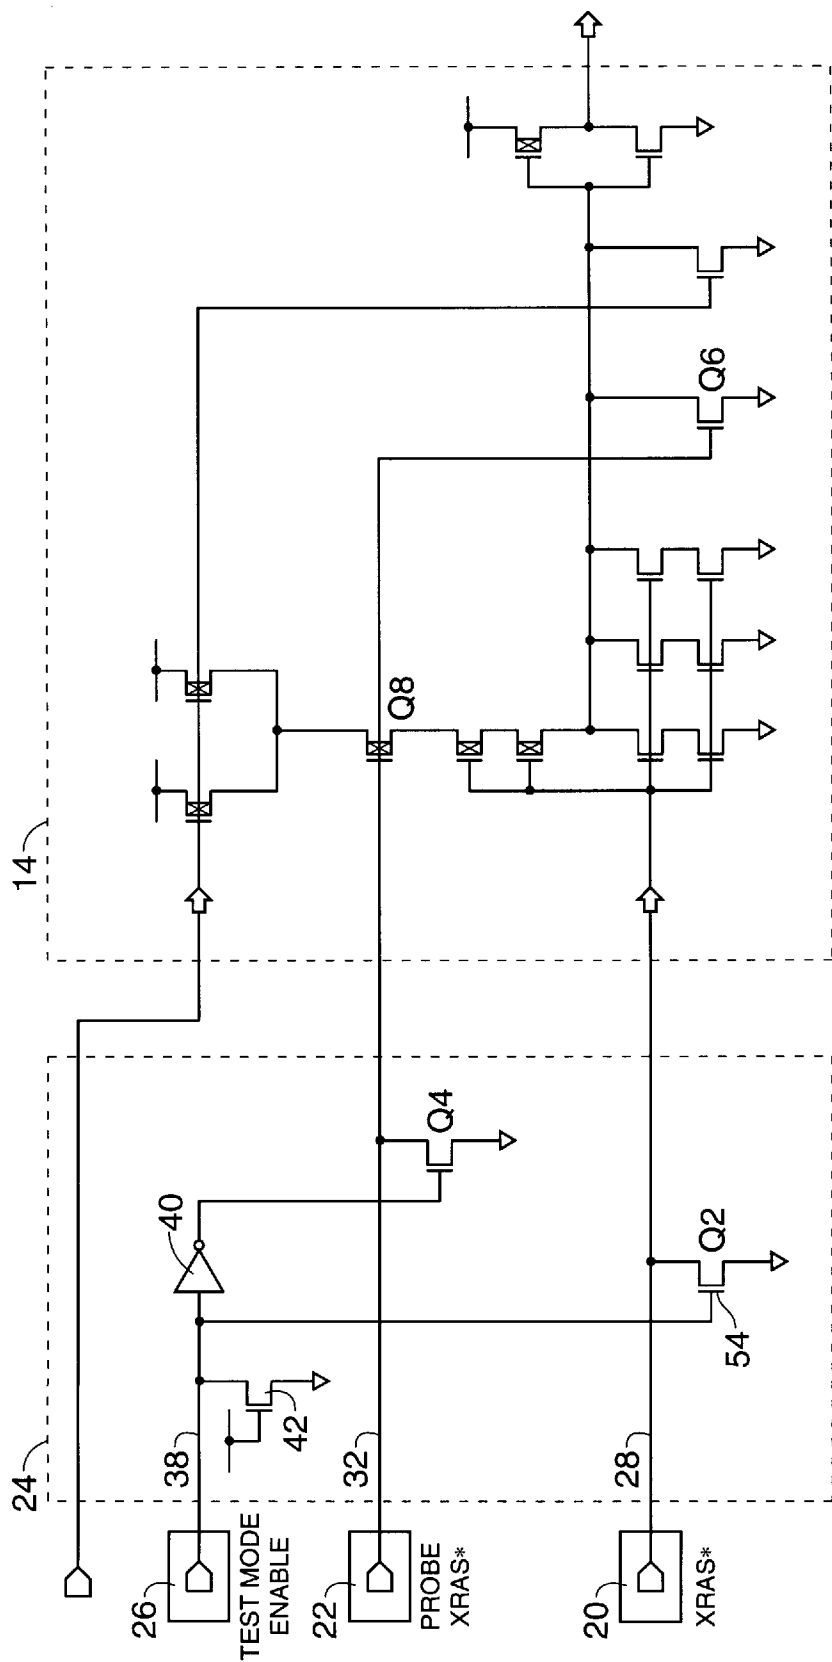 24
14
26
TEST MODE
ENABLE
38
42
40
22
PROBE
XRAS*
32
Q4
Q8
Q6
20
XRAS*
28
54
Q2